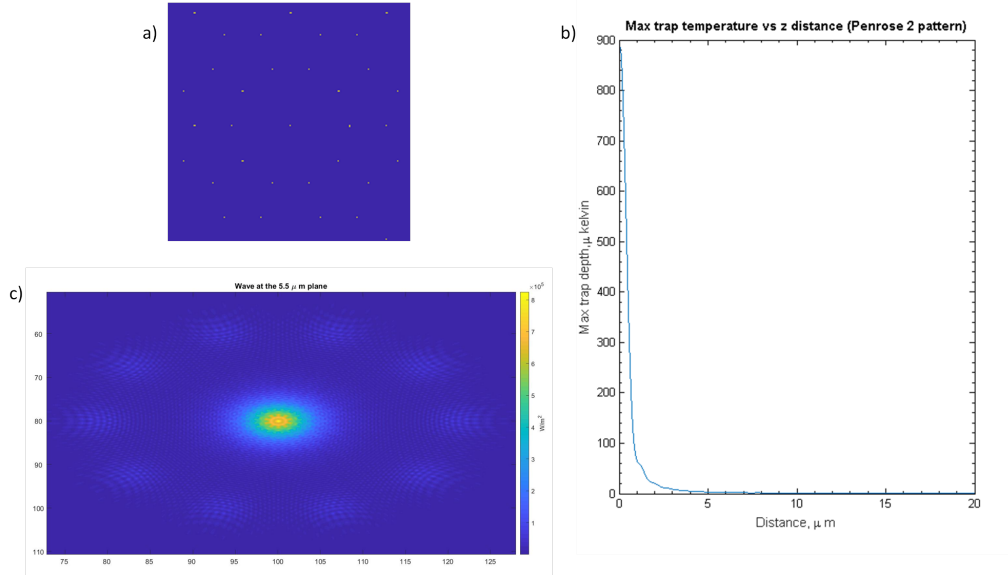 a)
b)
Max trap temperature vs z distance (Penrose 2 pattern)
900
800
700
600
500
400
300
200
100
0
Max trap depth,μ kelvin
0 5 10 15 20
Distance, μ m
c)
Wave at the 5.5 μ m plane
×10⁵
60
70
80
90
100
110
75 80 85 90 95 100 105 110 115 120 125
8
7
6
5
4
3
2
1
W/m²